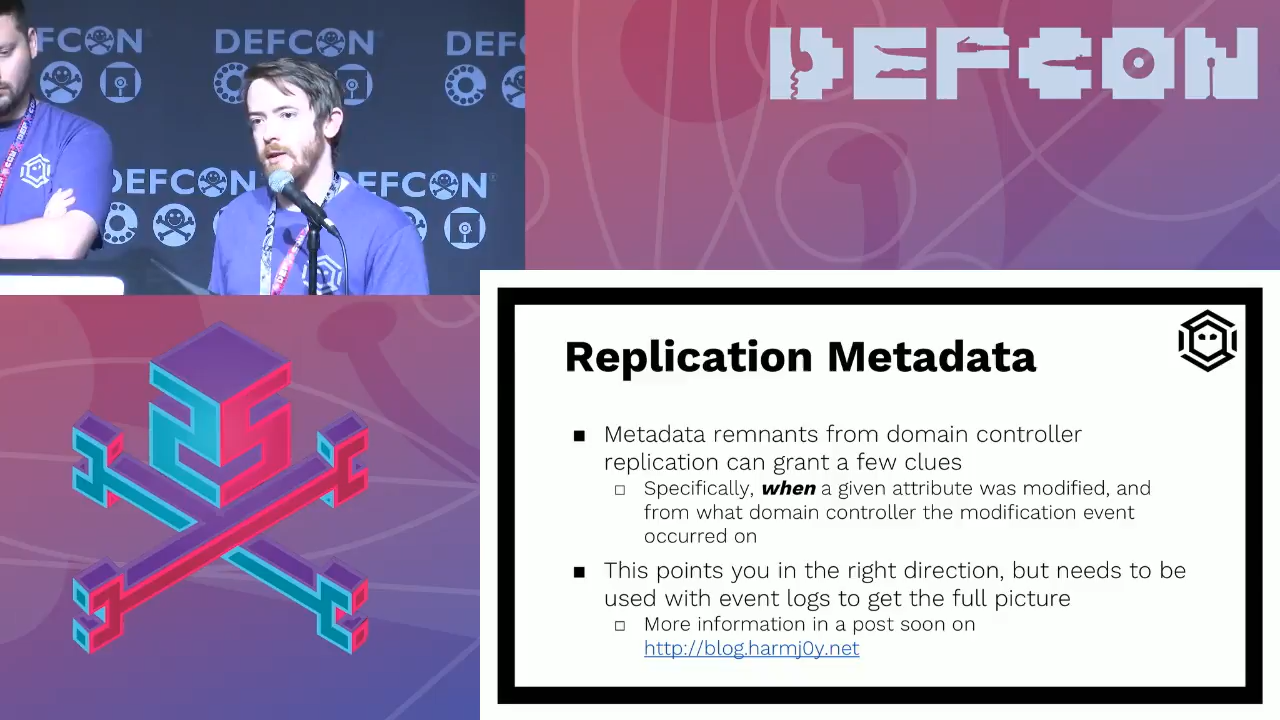 DEFCON
FCON
DEFCON
DEFC
DEFCON
DEFCON
Replication Metadata
Metadata remnants from domain controller
replication can grant a few clues
Specifically, when a given attribute was modified, and
from what domain controller the modification event
occurred on
This points you in the right direction, but needs to be
used with event logs to get the full picture
More information in a post soon on
http://blog.harmj0y.net